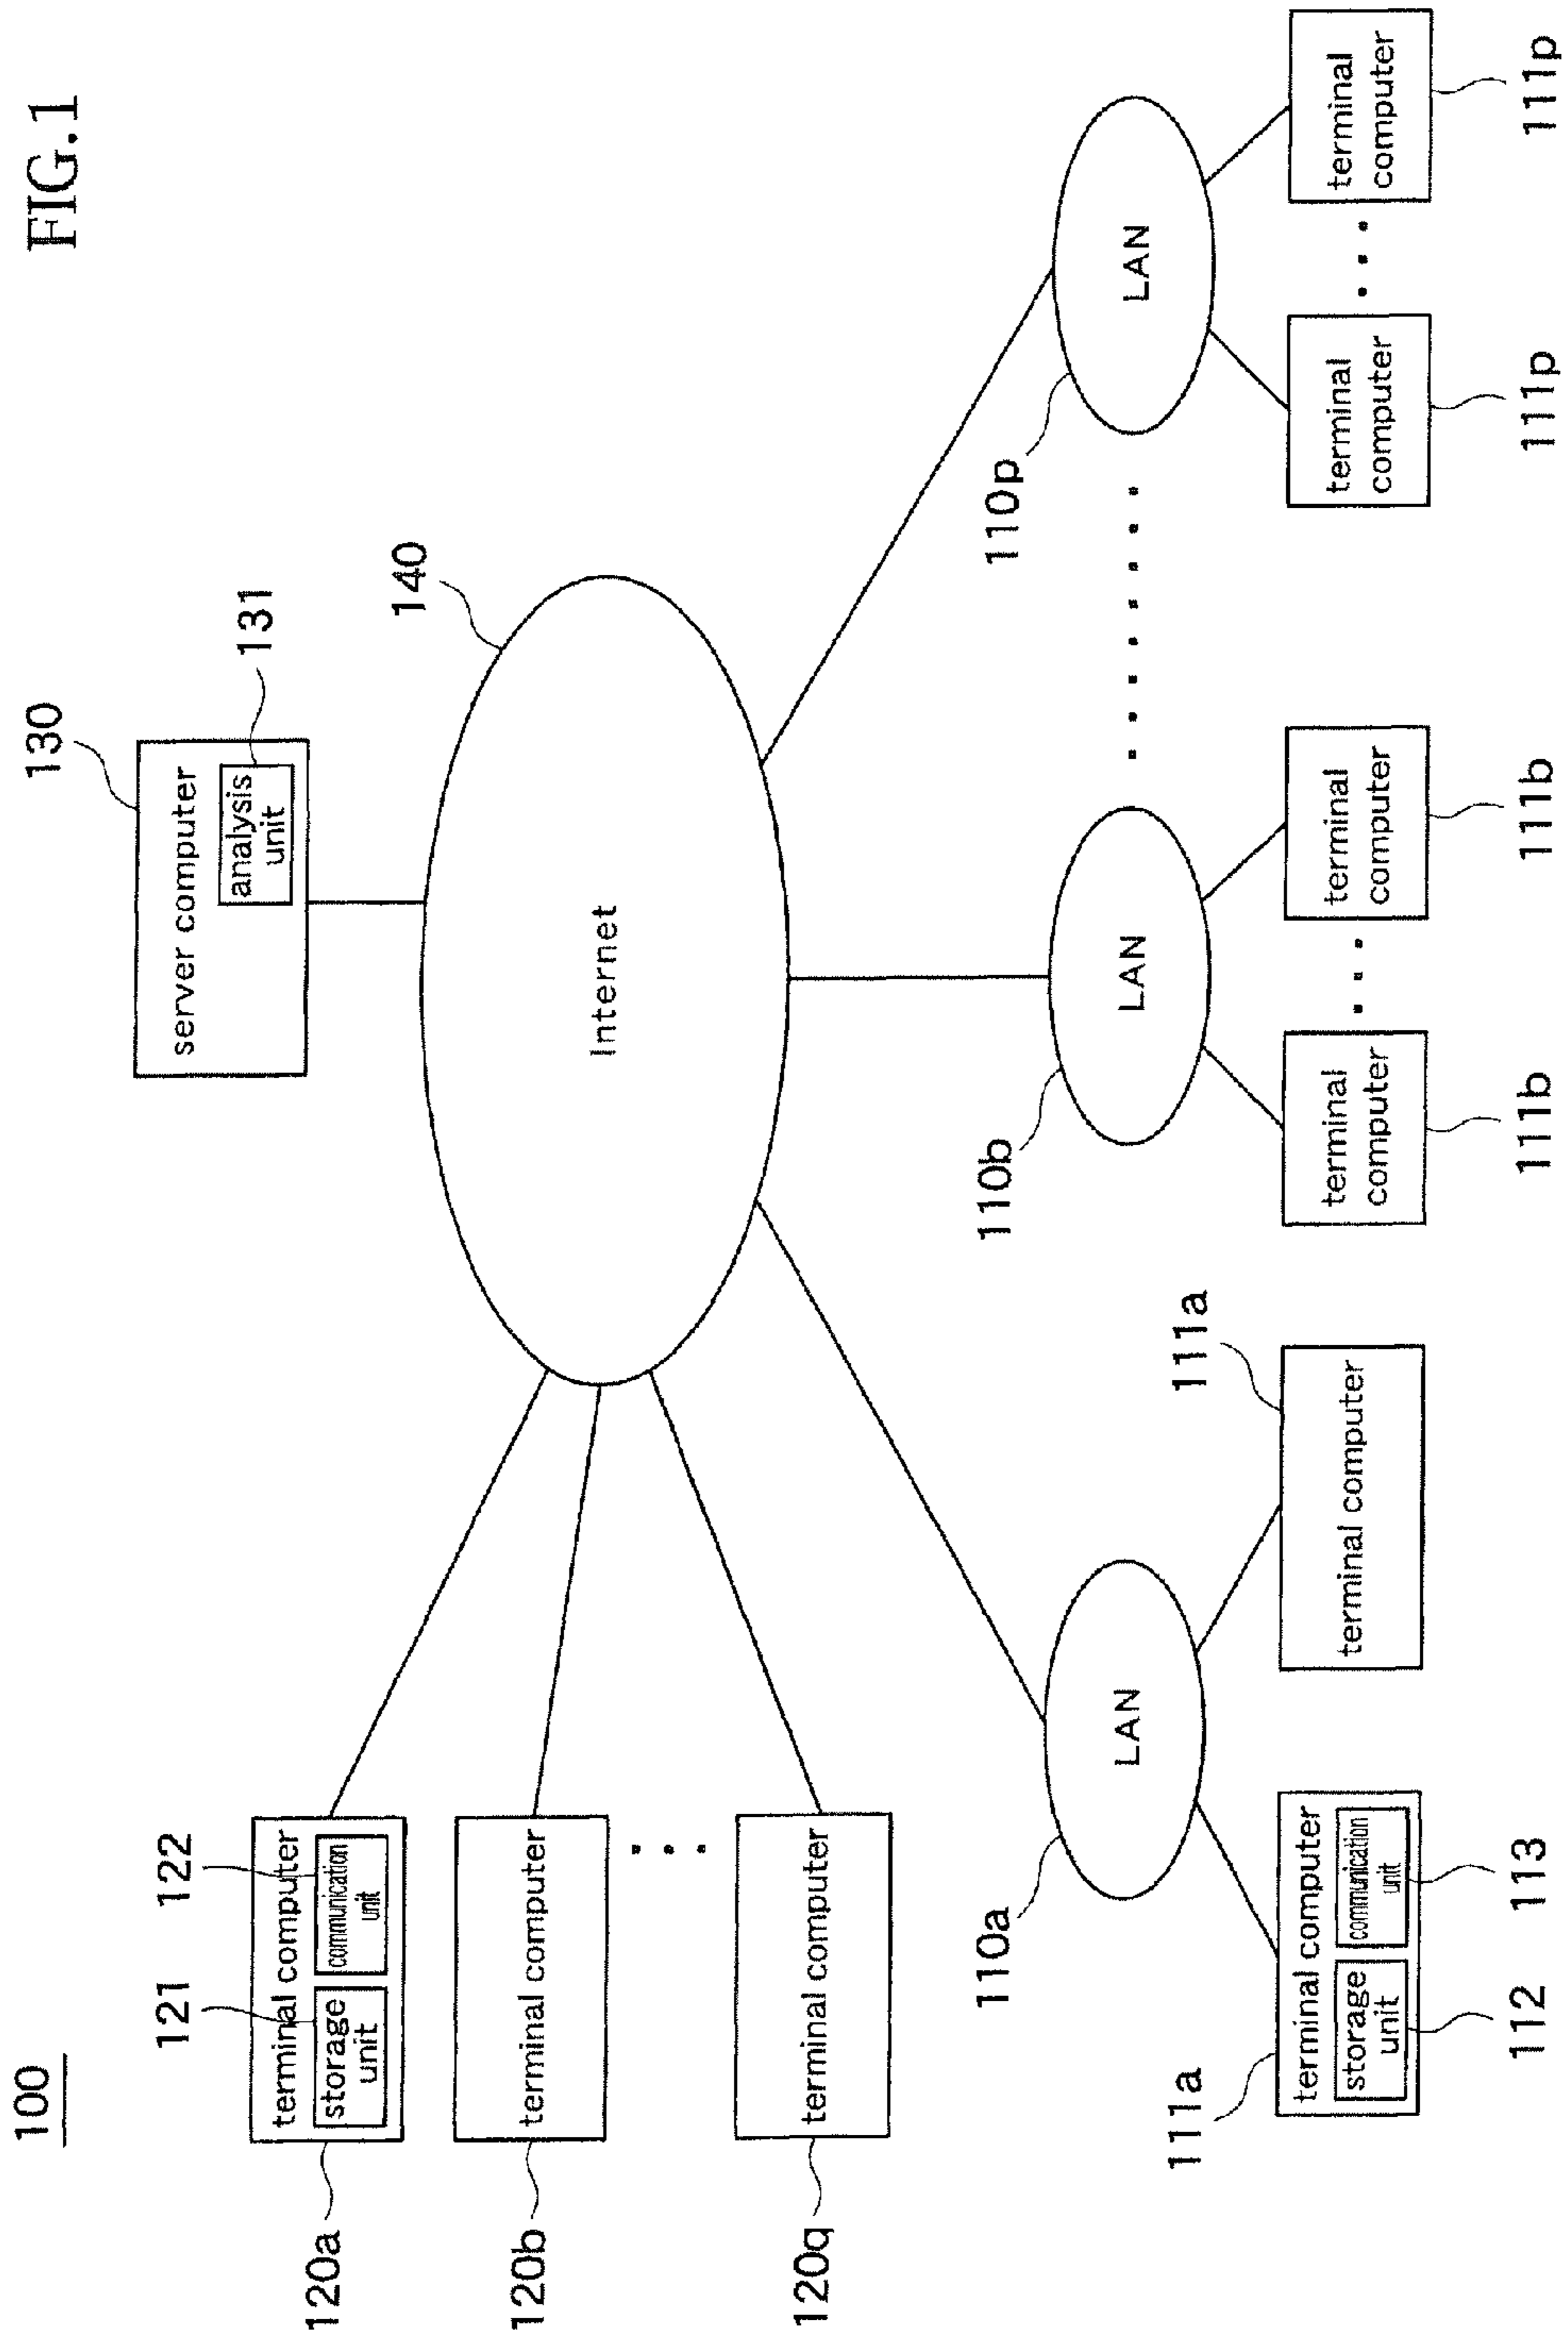 FIG.1
100
130
server computer
analysis
unit
131
121
122
120a
terminal computer
storage
unit
communication
unit
140
Internet
120b
terminal computer
120q
terminal computer
110a
LAN
110b
LAN
110p
LAN
111a
terminal computer
storage
unit
communication
unit
112
113
111a
terminal computer
terminal
computer
111b
terminal
computer
111b
terminal
computer
111p
terminal
computer
111p